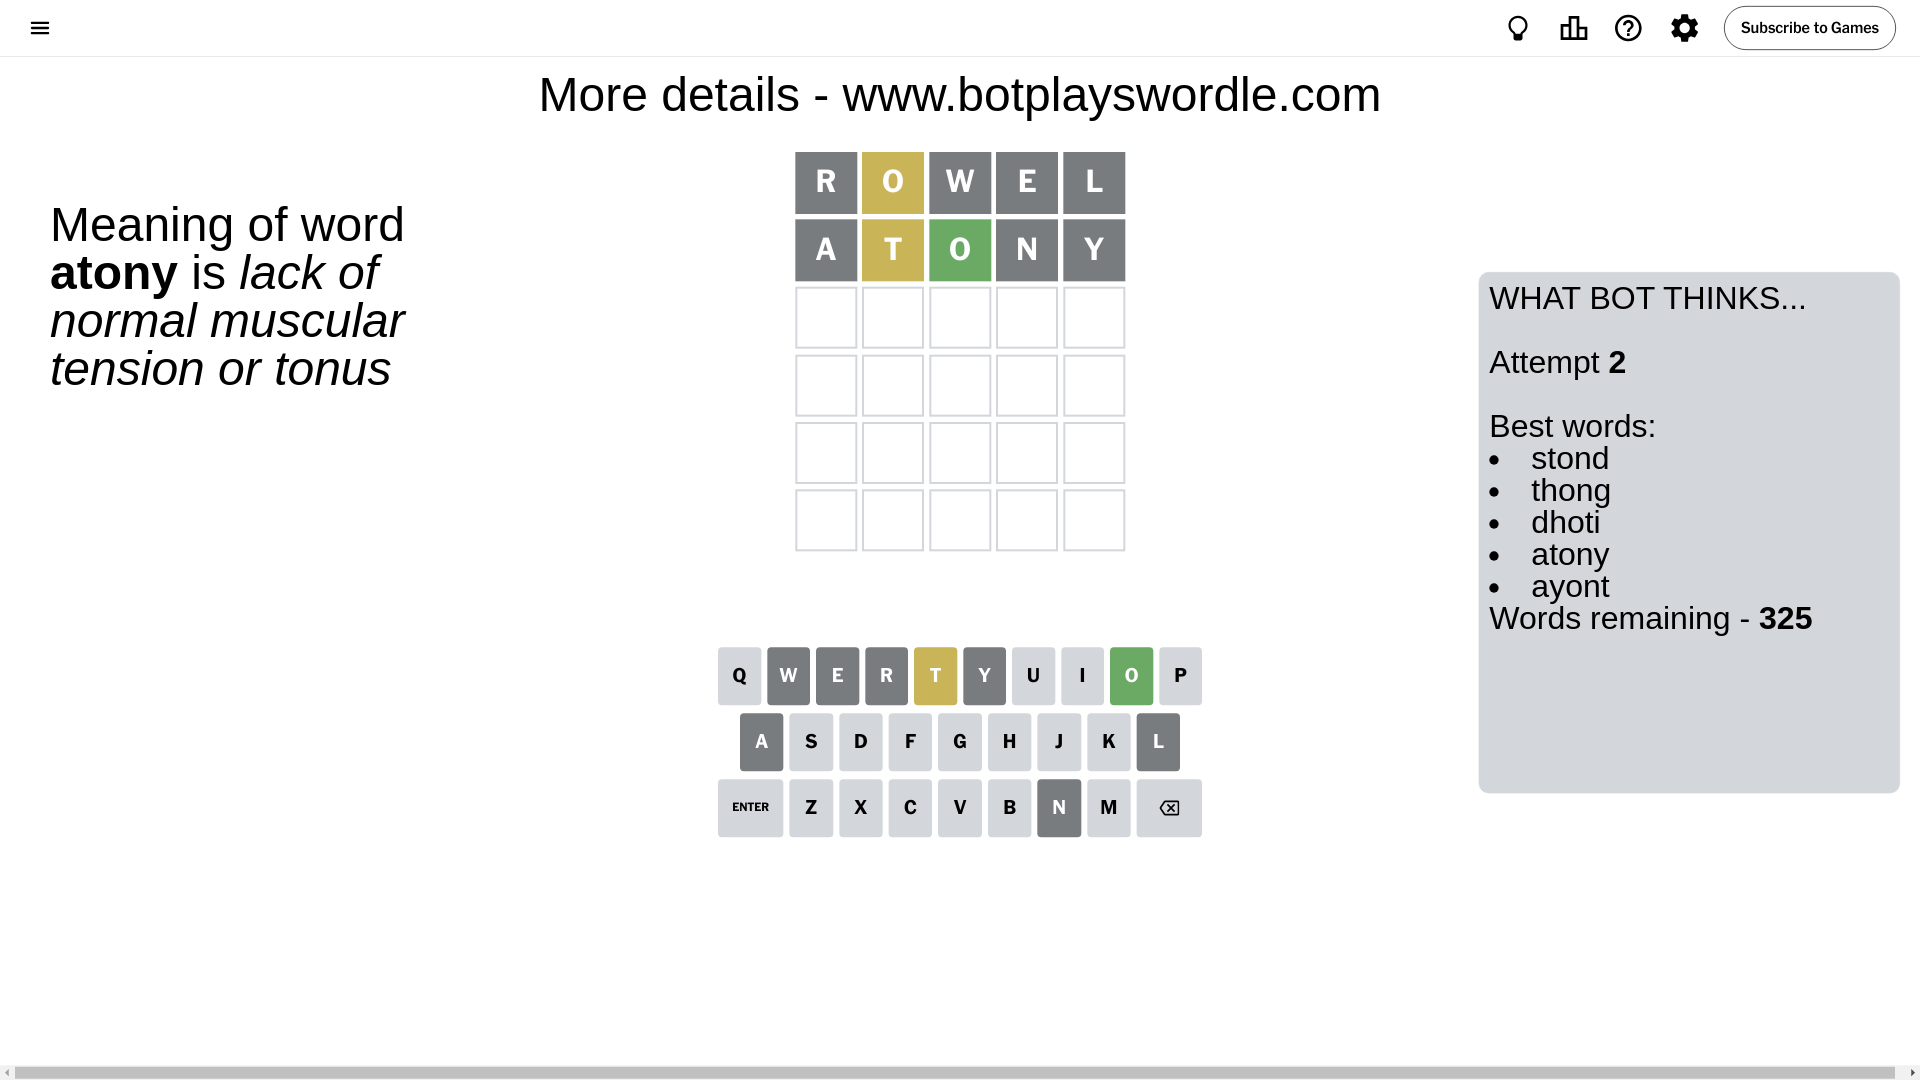 Subscribe to Games
More details - www.botplayswordle.com
Meaning of word
atony is lack of
normal muscular
tension or tonus
R O W E L
A T O N Y
WHAT BOT THINKS...
Attempt 2
Best words:
• stond
• thong
• dhoti
• atony
• ayont
Words remaining - 325
Q W E R T Y U I O P
A S D F G H J K L
ENTER Z X C V B N M